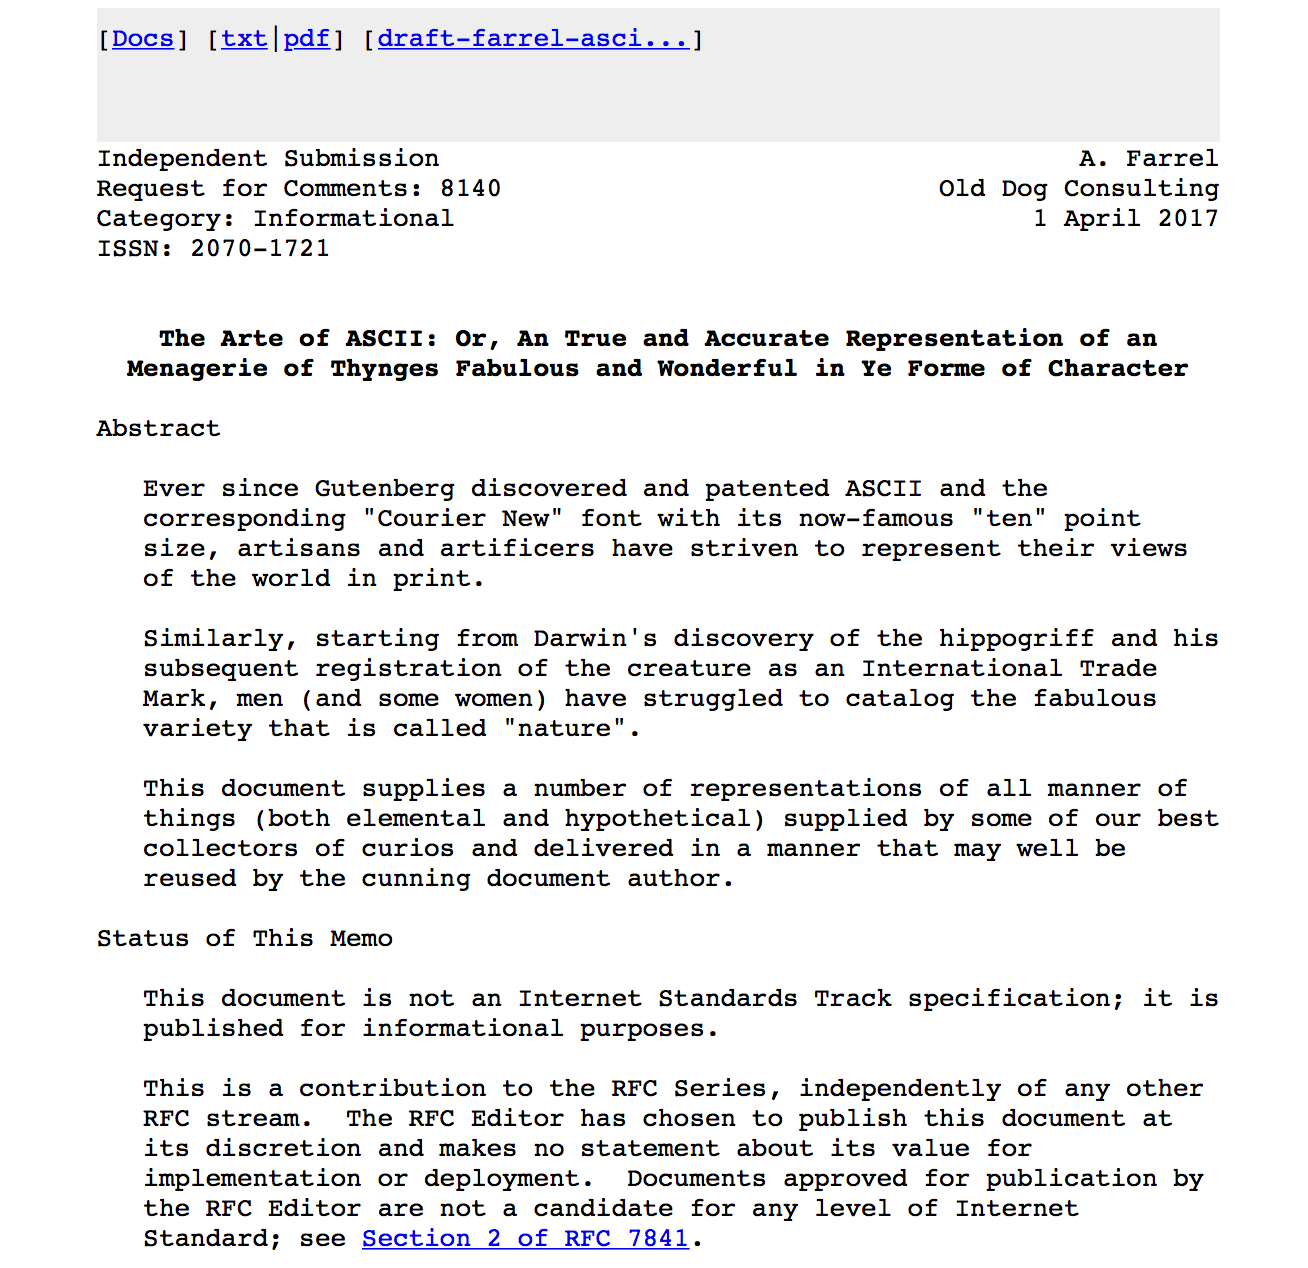 [Docs] [txt|pdf] [draft-farrel-asci...]
Independent Submission A. Farrel
Request for Comments: 8140 Old Dog Consulting
Category: Informational 1 April 2017
ISSN: 2070-1721
The Arte of ASCII: Or, An True and Accurate Representation of an
Menagerie of Thynges Fabulous and Wonderful in Ye Forme of Character
Abstract
Ever since Gutenberg discovered and patented ASCII and the
corresponding "Courier New" font with its now-famous "ten" point
size, artisans and artificers have striven to represent their views
of the world in print.
Similarly, starting from Darwin's discovery of the hippogriff and his
subsequent registration of the creature as an International Trade
Mark, men (and some women) have struggled to catalog the fabulous
variety that is called "nature".
This document supplies a number of representations of all manner of
things (both elemental and hypothetical) supplied by some of our best
collectors of curios and delivered in a manner that may well be
reused by the cunning document author.
Status of This Memo
This document is not an Internet Standards Track specification; it is
published for informational purposes.
This is a contribution to the RFC Series, independently of any other
RFC stream.  The RFC Editor has chosen to publish this document at
its discretion and makes no statement about its value for
implementation or deployment.  Documents approved for publication by
the RFC Editor are not a candidate for any level of Internet
Standard; see Section 2 of RFC 7841.